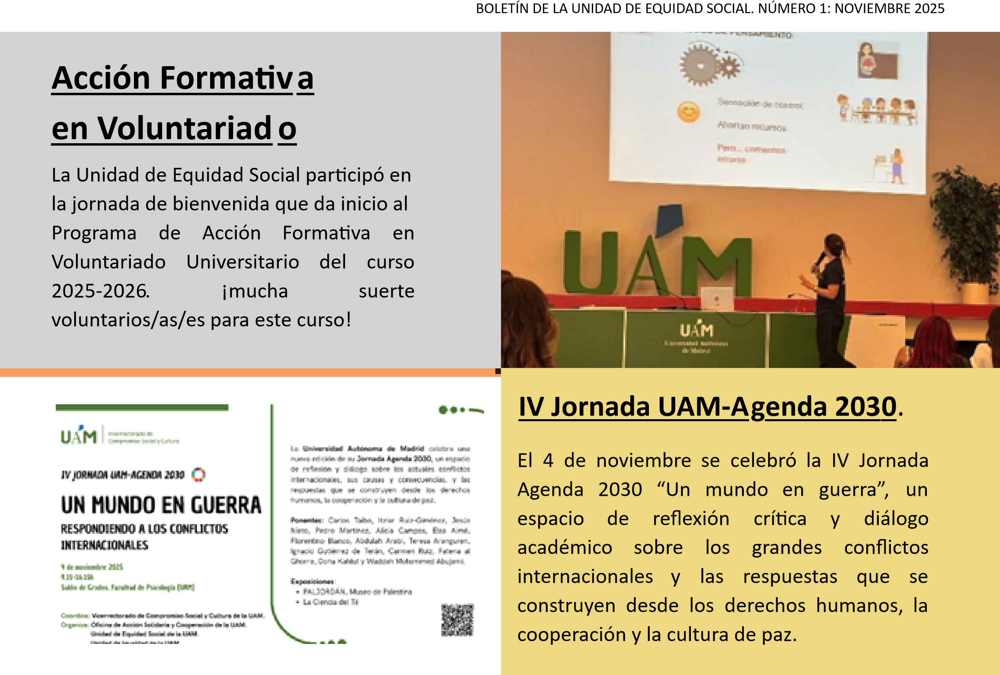 BOLETÍN DE LA UNIDAD DE EQUIDAD SOCIAL. NÚMERO 1: NOVIEMBRE 2025
Acción Formativa
en Voluntariado
La Unidad de Equidad Social participó en
la jornada de bienvenida que da inicio al
Programa de Acción Formativa en
Voluntariado Universitario del curso
2025-2026. ¡mucha suerte
voluntarios/as/es para este curso!
PENSAMIENTO
Sensación de control
Ahorran recursos
Pero... cometen
errores
UAM
UAM
Universidad Autónoma
de Madrid
UAM
Vicerrectorado de
Compromiso Social y Cultura
IV JORNADA UAM-AGENDA 2030
UN MUNDO EN GUERRA
RESPONDIENDO A LOS CONFLICTOS
INTERNACIONALES
4 de noviembre 2025
9:15-16:15h
Salón de Grados, Facultad de Psicología (UAM)
Coordina: Vicerrectorado de Compromiso Social y Cultura de la UAM.
Organiza: Oficina de Acción Solidaria y Cooperación de la UAM.
Unidad de Equidad Social de la UAM.
Unidad de Igualdad de la UAM
La Universidad Autónoma de Madrid celebra una
nueva edición de su Jornada Agenda 2030, un espacio
de reflexión y diálogo sobre los actuales conflictos
internacionales, sus causas y consecuencias, y las
respuestas que se construyen desde los derechos
humanos, la cooperación y la cultura de paz.
Ponentes: Carlos Taibo, Itziar Ruiz-Giménez, Jesús
Nieto, Pedro Martínez, Alicia Campos, Elsa Aimé,
Florentino Blanco, Abdulah Arabi, Teresa Aranguren,
Ignacio Gutiérrez de Terán, Carmen Ruiz, Fatena al
Ghorra, Doha Kahlut y Waddah Mohammed Abujami.
Exposiciones:
• PALJORDÁN, Museo de Palestina
• La Ciencia del Té
IV Jornada UAM-Agenda 2030.
El 4 de noviembre se celebró la IV Jornada
Agenda 2030 “Un mundo en guerra”, un
espacio de reflexión crítica y diálogo
académico sobre los grandes conflictos
internacionales y las respuestas que se
construyen desde los derechos humanos, la
cooperación y la cultura de paz.